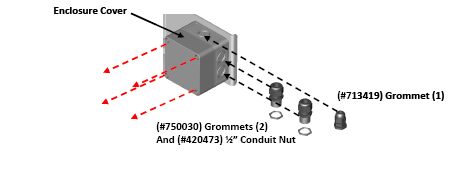 Enclosure Cover
(#713419) Grommet (1)
(#750030) Grommets (2)
And (#420473) ½” Conduit Nut